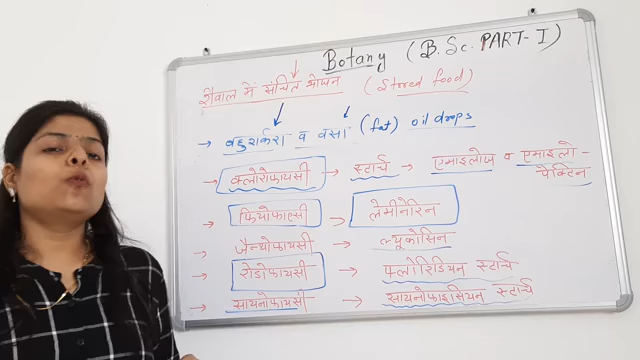 Botany (B.Sc. PART-I)
शैवाल में संचित भोजन (Stored food)
→ बहुशर्करा व वसा (fat) oil drops
→ क्लोरोफायसी → स्टार्च → एमाइलोज व एमाइलो-
पेक्टिन
→ फियोफाएसी → लेमीनेरिन
→ जैन्थोफायसी → ल्यूकोसिन
→ रोडोफायसी → फ्लोरिडियन स्टार्च
→ सायनोफायसी → सायनोफाइसियन स्टार्च